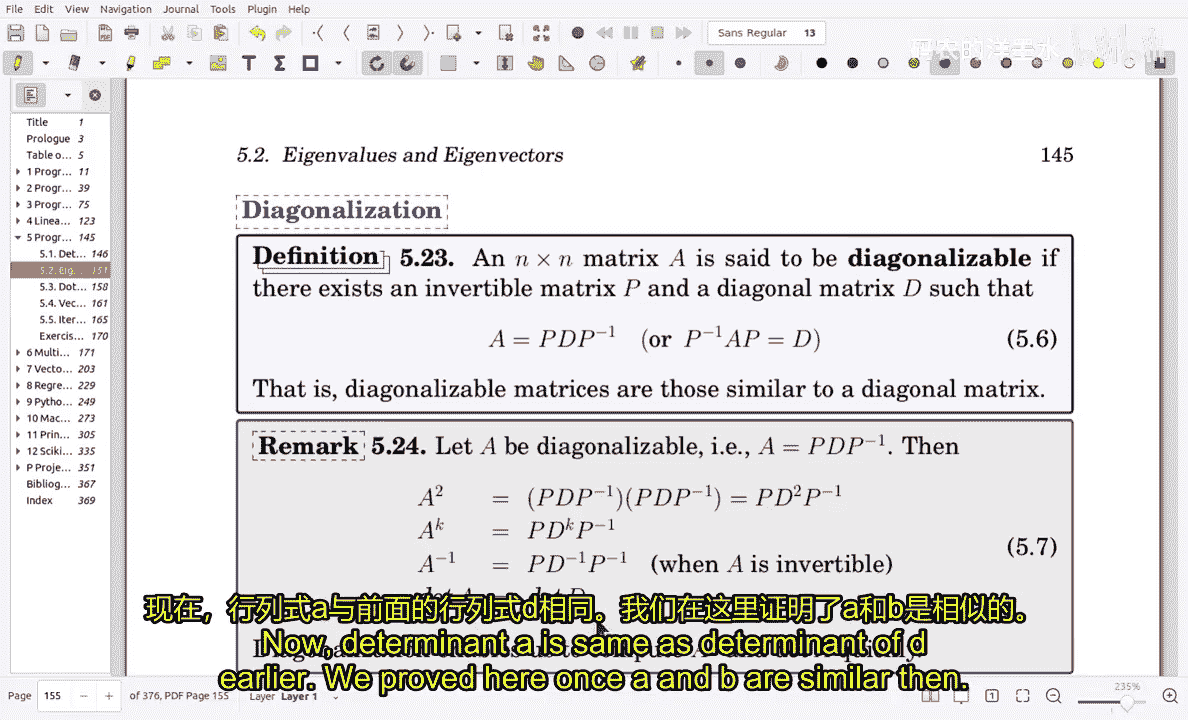 File Edit View Navigation Journal Tools Plugin Help
Sans Regular 13
Title 1
Prologue 3
Table o... 5
1 Progr... 11
2 Progr... 39
3 Progr... 75
4 Linea... 123
5 Progr... 145
5.1. Det... 146
5.2. Eig... 151
5.3. Dot... 158
5.4. Vec... 161
5.5. Iter... 165
Exercis... 170
6 Multi... 171
7 Vecto... 203
8 Regre... 229
9 Pytho... 249
10 Mac... 273
11 Prin... 305
12 Sciki... 335
P Proje... 351
Bibliog... 367
Index 369
5.2. Eigenvalues and Eigenvectors 145
Diagonalization
Definition 5.23. An n × n matrix A is said to be diagonalizable if
there exists an invertible matrix P and a diagonal matrix D such that
A = PDP⁻¹ (or P⁻¹AP = D) (5.6)
That is, diagonalizable matrices are those similar to a diagonal matrix.
Remark 5.24. Let A be diagonalizable, i.e., A = PDP⁻¹. Then
A² = (PDP⁻¹)(PDP⁻¹) = PD²P⁻¹
Aᵏ = PDᵏP⁻¹
(5.7)
A⁻¹ = PD⁻¹P⁻¹ (when A is invertible)
现在，行列式a与前面的行列式d相同。我们在这里证明了a和b是相似的。
Now, determinant a is same as determinant of d
earlier. We proved here once a and b are similar then.
Page 155 − + of 376, PDF Page 155 Layer Layer 1 235%